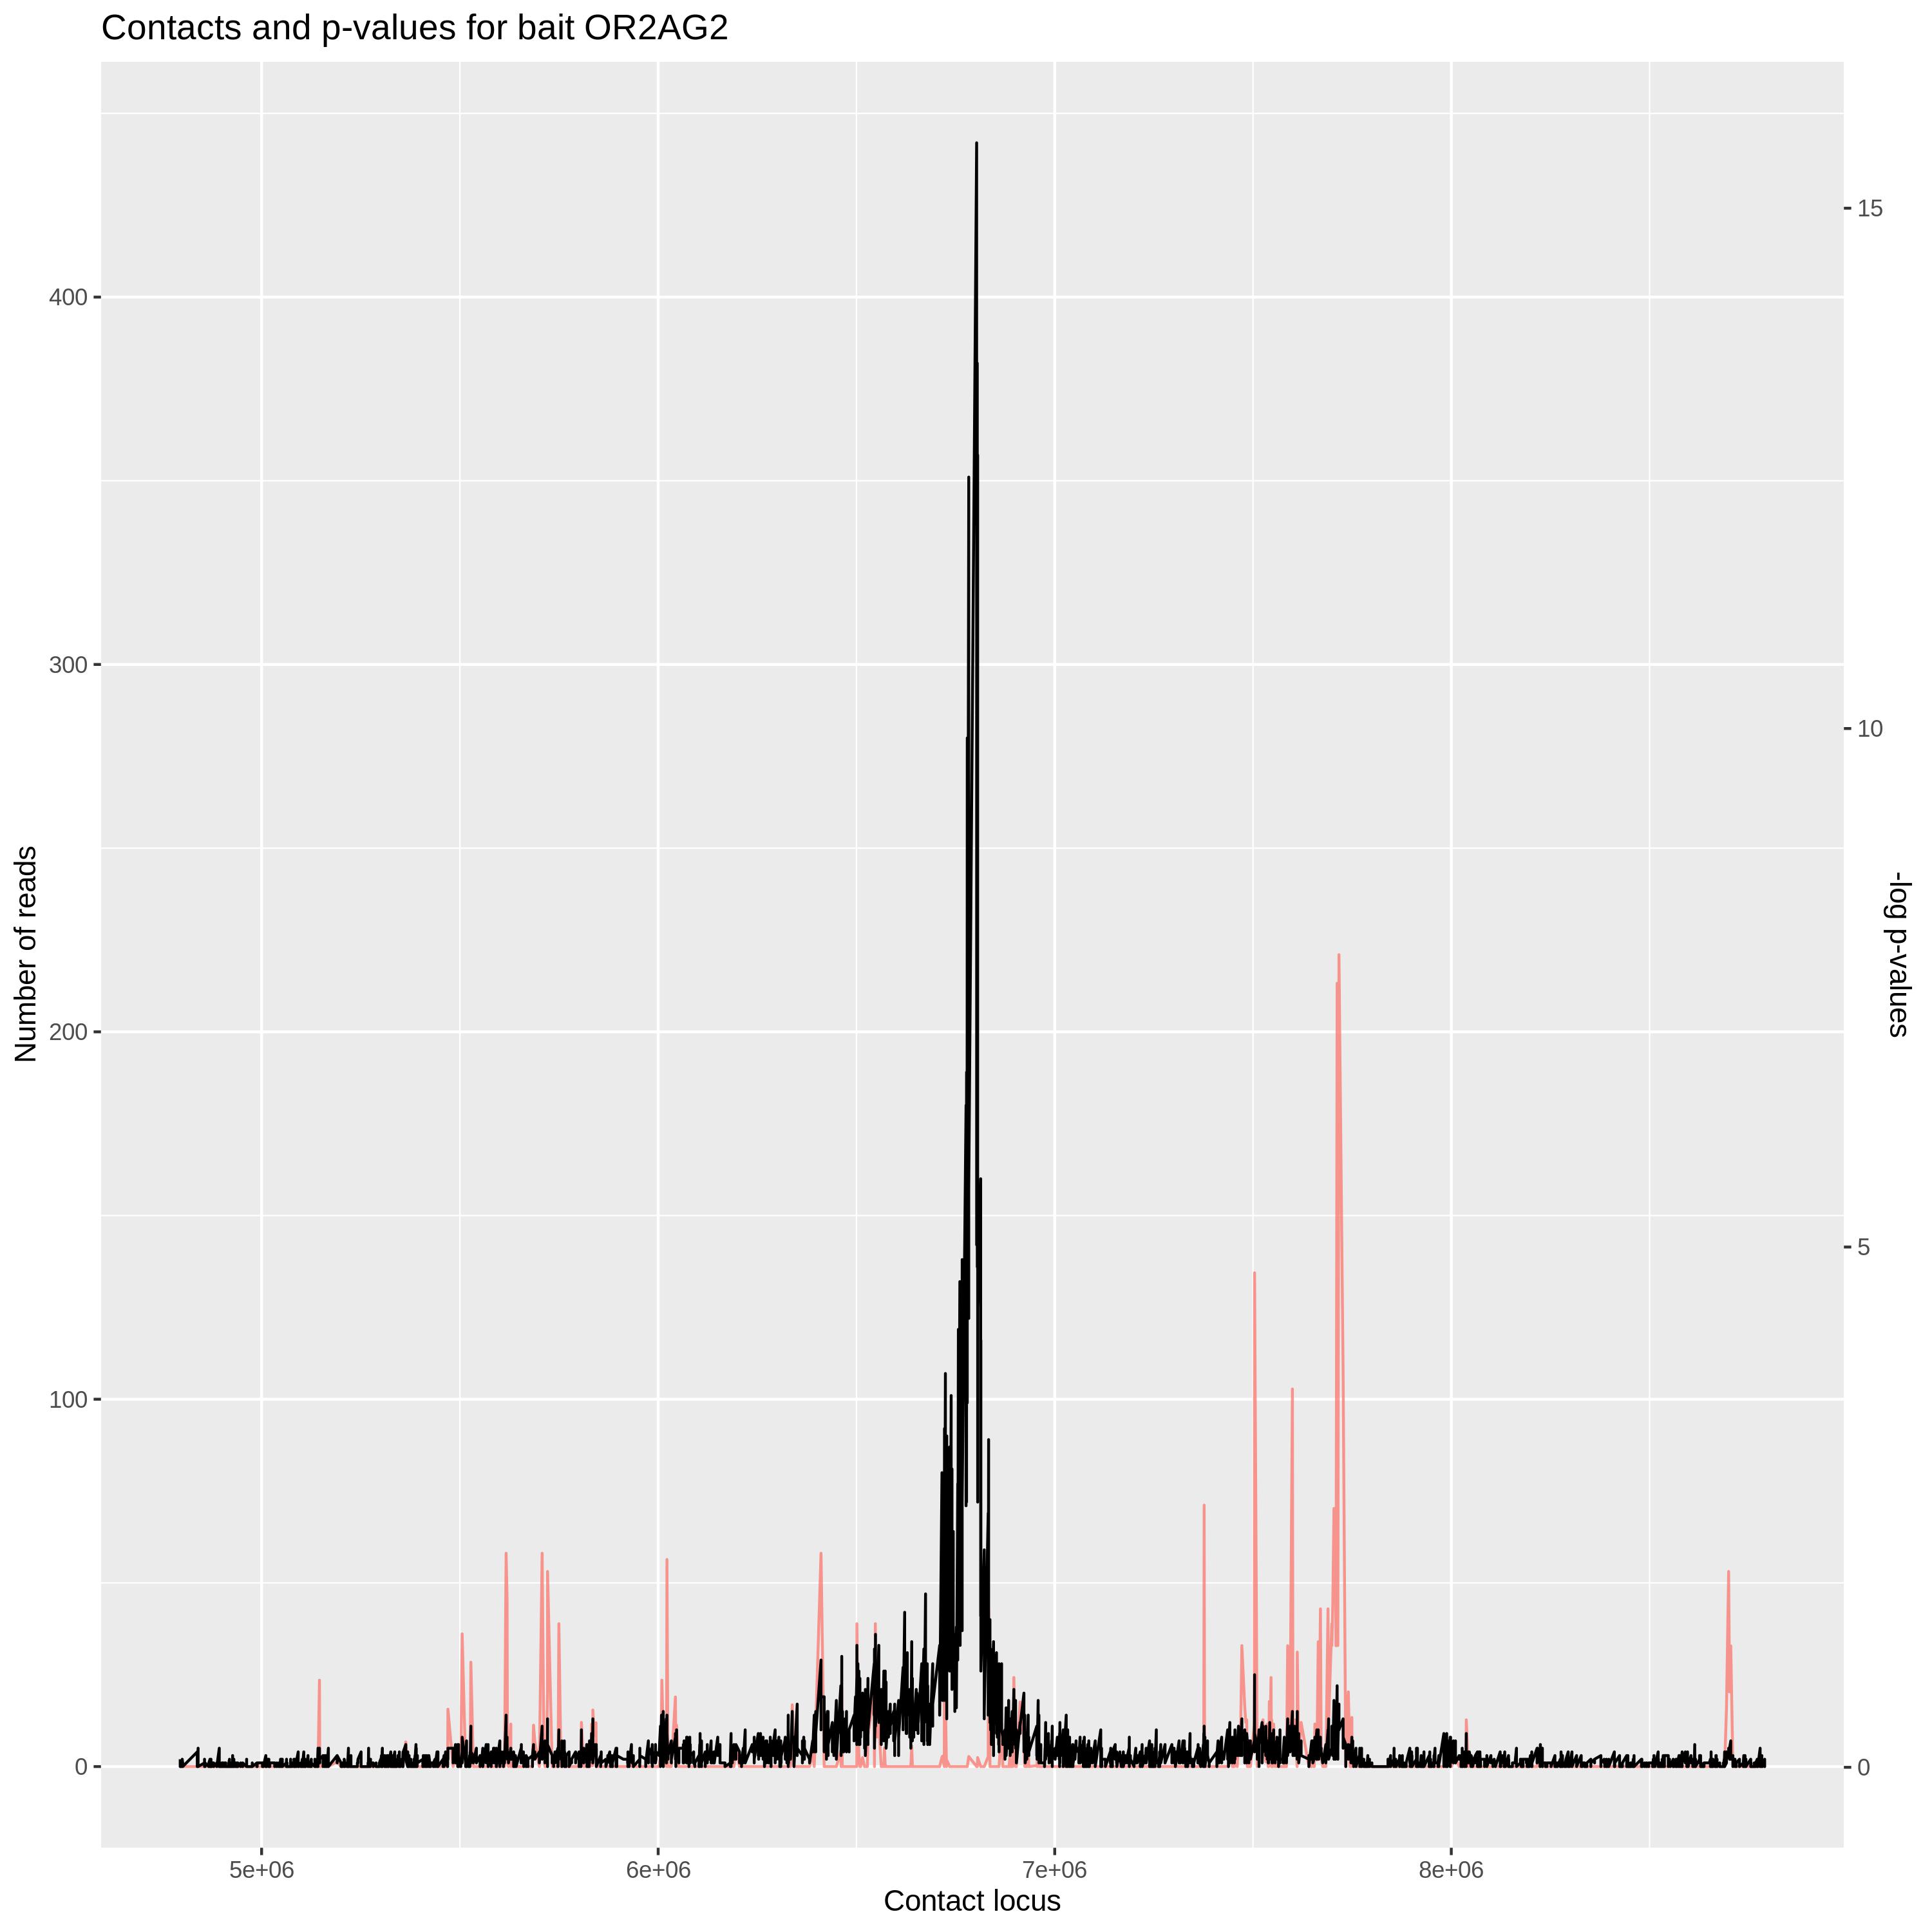 Contacts and p-values for bait OR2AG2
Number of reads
400
300
200
100
0
15
10
5
0
-log p-values
5e+06
6e+06
7e+06
8e+06
Contact locus